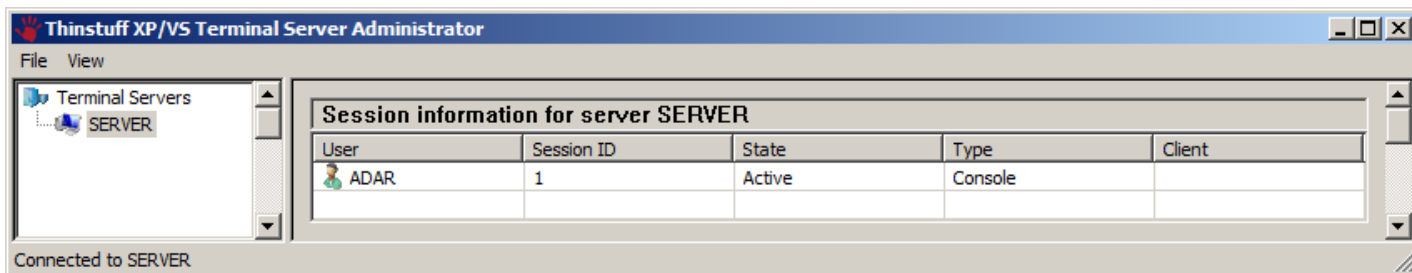 Thinstuff XP/VS Terminal Server Administrator
File View
Terminal Servers
SERVER
Session information for server SERVER
User Session ID State Type Client
ADAR 1 Active Console
Connected to SERVER